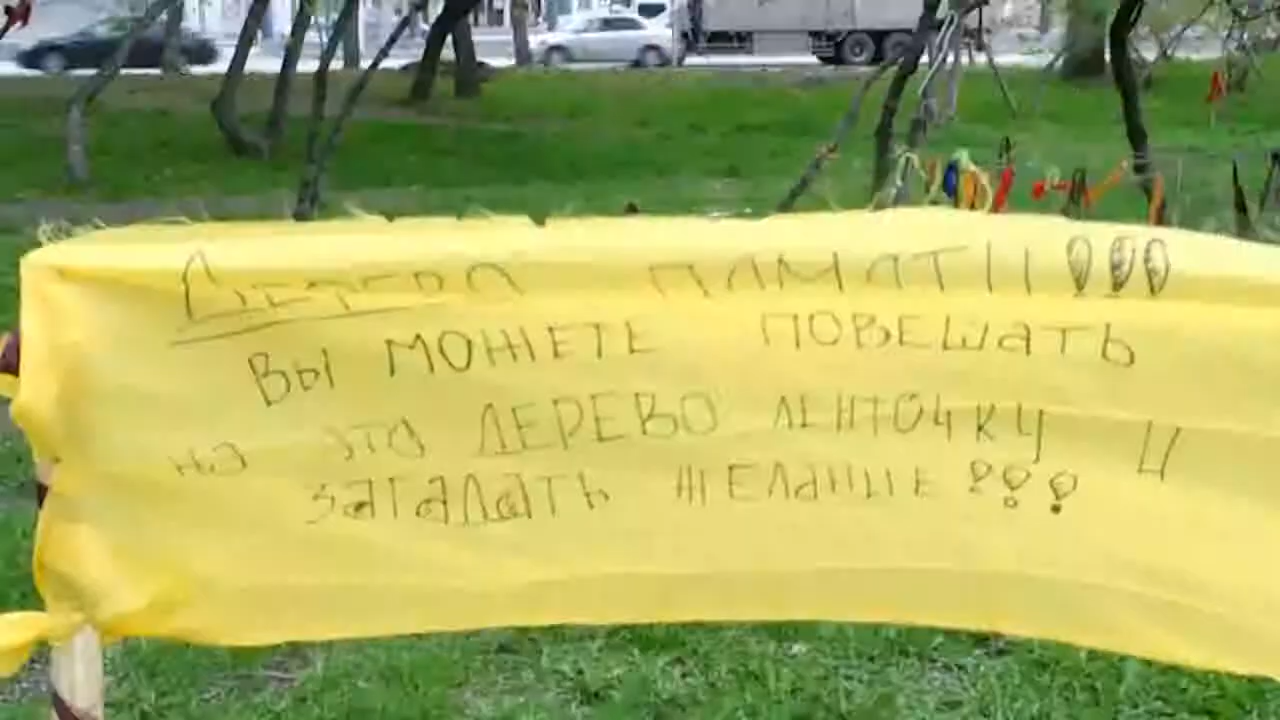 Дерево памяти!!!
Вы можете повешать
на это дерево ленточку и
загадать желание!!!